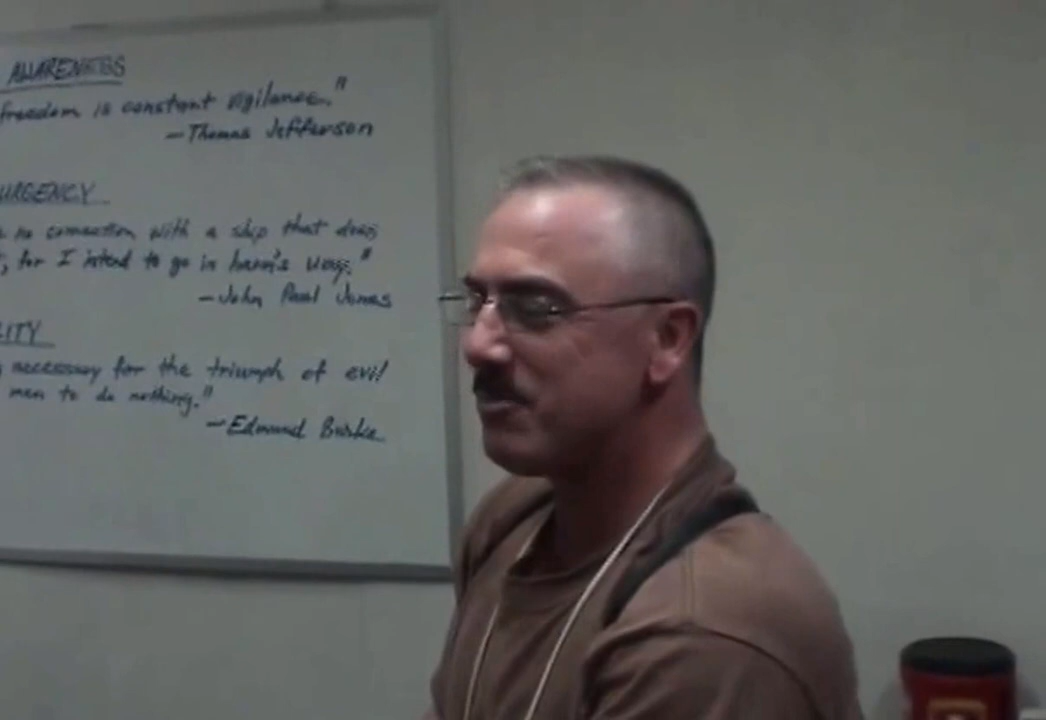 AWARENESS
freedom is constant vigilance."
—Thomas Jefferson
URGENCY
no connection with a ship that does
, for I intend to go in harm's way."
—John Paul Jones
LITY
necessary for the triumph of evil
men to do nothing."
—Edmund Burke